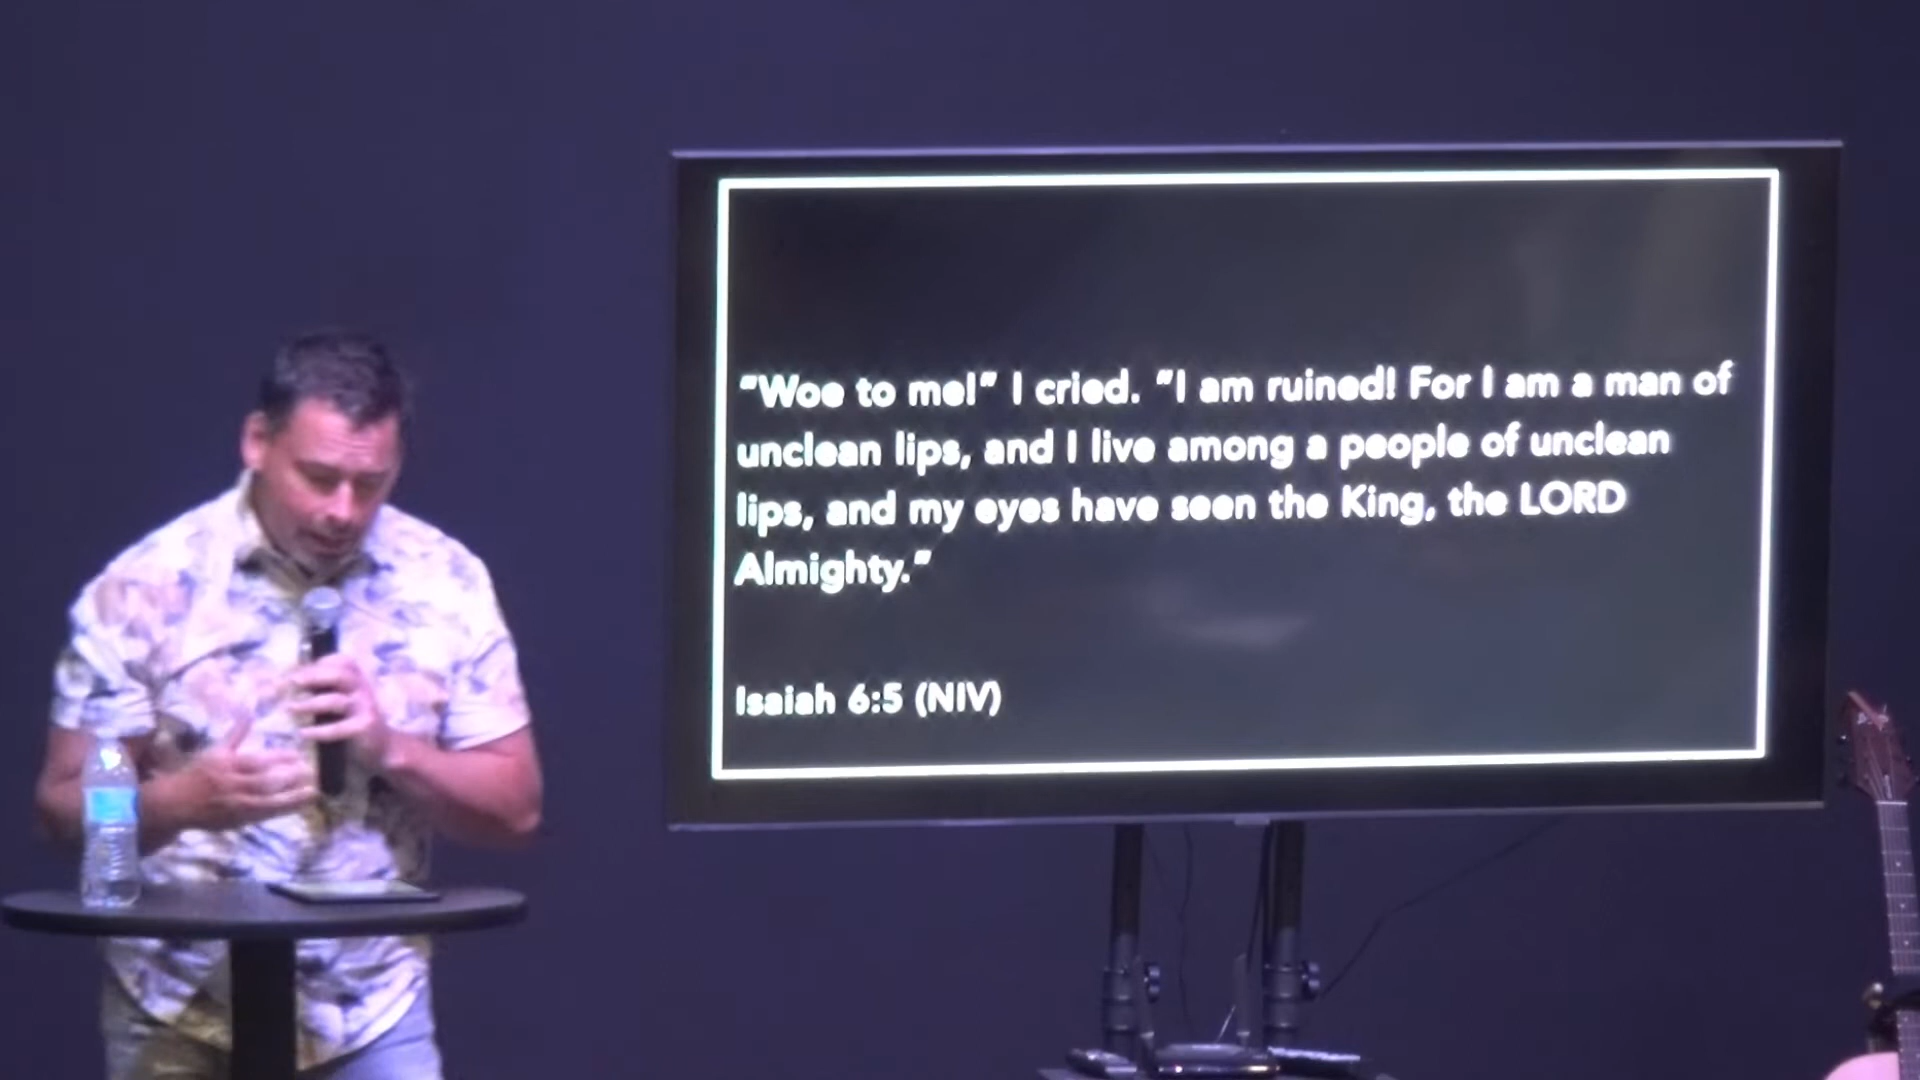 “Woe to me!” I cried. “I am ruined! For I am a man of
unclean lips, and I live among a people of unclean
lips, and my eyes have seen the King, the LORD
Almighty.”
Isaiah 6:5 (NIV)